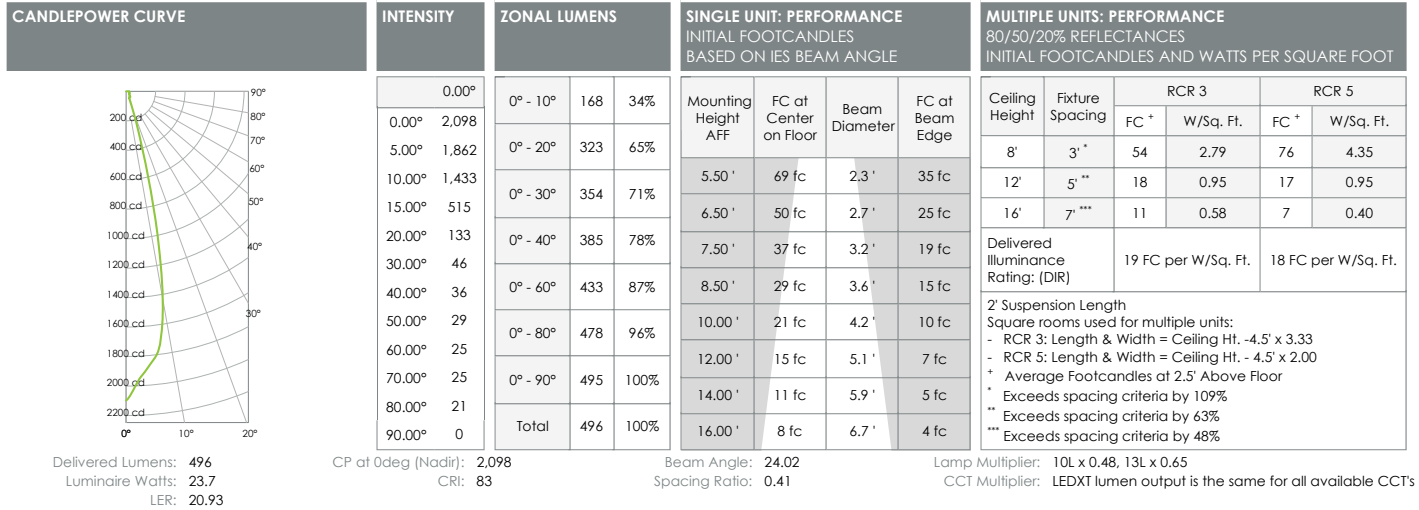 CANDLEPOWER CURVE
INTENSITY
ZONAL LUMENS
SINGLE UNIT: PERFORMANCE
INITIAL FOOTCANDLES
BASED ON IES BEAM ANGLE
MULTIPLE UNITS: PERFORMANCE
80/50/20% REFLECTANCES
INITIAL FOOTCANDLES AND WATTS PER SQUARE FOOT
200 cd
400 cd
600 cd
800 cd
1000 cd
1200 cd
1400 cd
1600 cd
1800 cd
2000 cd
2200 cd
90°
80°
70°
60°
50°
40°
30°
0°
10°
20°
0.00°
0.00° 2,098
5.00° 1,862
10.00° 1,433
15.00° 515
20.00° 133
30.00° 46
40.00° 36
50.00° 29
60.00° 25
70.00° 25
80.00° 21
90.00° 0
0° - 10° 168 34%
0° - 20° 323 65%
0° - 30° 354 71%
0° - 40° 385 78%
0° - 60° 433 87%
0° - 80° 478 96%
0° - 90° 495 100%
Total 496 100%
Mounting
Height
AFF
FC at
Center
on Floor
Beam
Diameter
FC at
Beam
Edge
5.50 ' 69 fc 2.3 ' 35 fc
6.50 ' 50 fc 2.7 ' 25 fc
7.50 ' 37 fc 3.2 ' 19 fc
8.50 ' 29 fc 3.6 ' 15 fc
10.00 ' 21 fc 4.2 ' 10 fc
12.00 ' 15 fc 5.1 ' 7 fc
14.00 ' 11 fc 5.9 ' 5 fc
16.00 ' 8 fc 6.7 ' 4 fc
Ceiling
Height
Fixture
Spacing
RCR 3
RCR 5
FC + W/Sq. Ft. FC + W/Sq. Ft.
8' 3' * 54 2.79 76 4.35
12' 5' ** 18 0.95 17 0.95
16' 7' *** 11 0.58 7 0.40
Delivered
Illuminance
Rating: (DIR)
19 FC per W/Sq. Ft. 18 FC per W/Sq. Ft.
2' Suspension Length
Square rooms used for multiple units:
- RCR 3: Length & Width = Ceiling Ht. -4.5' x 3.33
- RCR 5: Length & Width = Ceiling Ht. - 4.5' x 2.00
+ Average Footcandles at 2.5' Above Floor
* Exceeds spacing criteria by 109%
** Exceeds spacing criteria by 63%
*** Exceeds spacing criteria by 48%
Delivered Lumens: 496
Luminaire Watts: 23.7
LER: 20.93
CP at 0deg (Nadir): 2,098
CRI: 83
Beam Angle: 24.02
Spacing Ratio: 0.41
Lamp Multiplier: 10L x 0.48, 13L x 0.65
CCT Multiplier: LEDXT lumen output is the same for all available CCT's